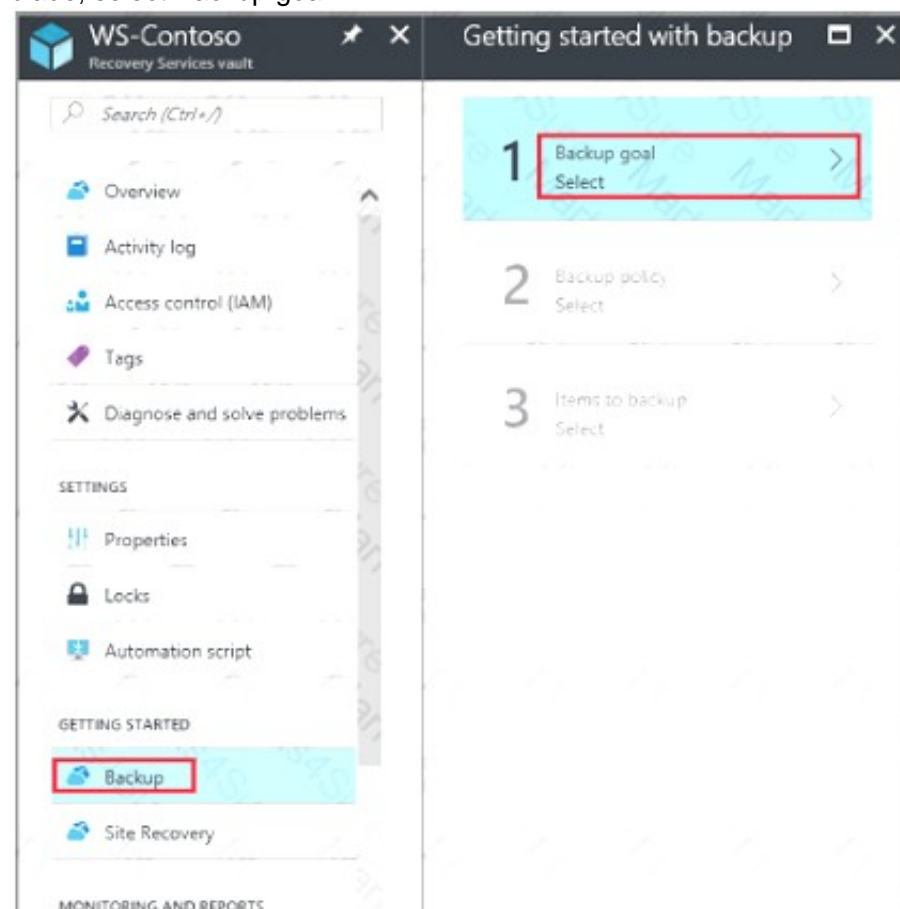 WS-Contoso
Recovery Services vault
Getting started with backup
Search (Ctrl+/)
Overview
Activity log
Access control (IAM)
Tags
Diagnose and solve problems
SETTINGS
Properties
Locks
Automation script
GETTING STARTED
Backup
Site Recovery
MONITORING AND REPORTS
1
Backup goal
Select
2
Backup policy
Select
3
Items to backup
Select